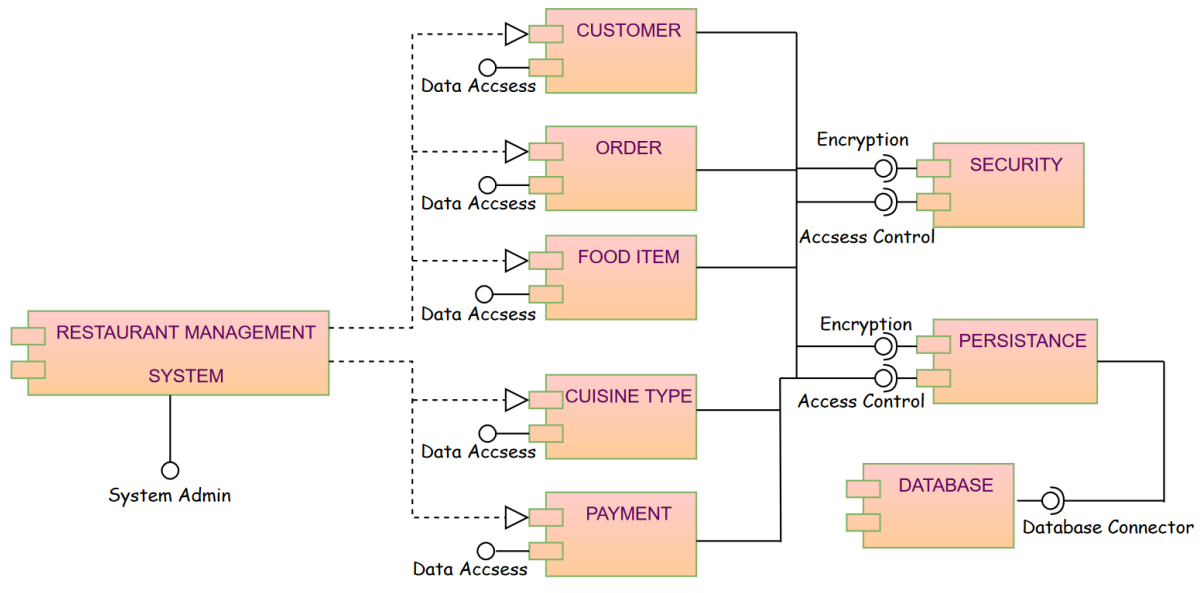 CUSTOMER
Data Accsess
ORDER
Data Accsess
FOOD ITEM
Data Accsess
CUISINE TYPE
Data Accsess
PAYMENT
Data Accsess
RESTAURANT MANAGEMENT
SYSTEM
System Admin
Encryption
SECURITY
Accsess Control
Encryption
PERSISTANCE
Access Control
DATABASE
Database Connector